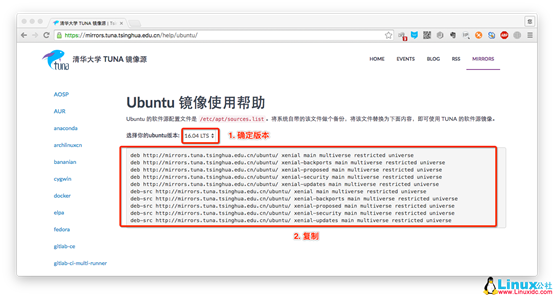 清华大学 TUNA 镜像源
https://mirrors.tuna.tsinghua.edu.cn/help/ubuntu/
tuna
清华大学 TUNA 镜像源
HOME EVENTS BLOG RSS MIRRORS
AOSP
AUR
anaconda
archlinuxcn
bananian
cygwin
docker
elpa
fedora
gitlab-ce
gitlab-ci-multi-runner
Ubuntu 镜像使用帮助
Ubuntu 的软件源配置文件是 /etc/apt/sources.list 。将系统自带的该文件做个备份，将该文件替换为下面内容，即可使用 TUNA 的软件源镜像。
选择你的ubuntu版本: 16.04 LTS
1. 确定版本
deb http://mirrors.tuna.tsinghua.edu.cn/ubuntu/ xenial main multiverse restricted universe
deb http://mirrors.tuna.tsinghua.edu.cn/ubuntu/ xenial-backports main multiverse restricted universe
deb http://mirrors.tuna.tsinghua.edu.cn/ubuntu/ xenial-proposed main multiverse restricted universe
deb http://mirrors.tuna.tsinghua.edu.cn/ubuntu/ xenial-security main multiverse restricted universe
deb http://mirrors.tuna.tsinghua.edu.cn/ubuntu/ xenial-updates main multiverse restricted universe
deb-src http://mirrors.tuna.tsinghua.edu.cn/ubuntu/ xenial main multiverse restricted universe
deb-src http://mirrors.tuna.tsinghua.edu.cn/ubuntu/ xenial-backports main multiverse restricted universe
deb-src http://mirrors.tuna.tsinghua.edu.cn/ubuntu/ xenial-proposed main multiverse restricted universe
deb-src http://mirrors.tuna.tsinghua.edu.cn/ubuntu/ xenial-security main multiverse restricted universe
deb-src http://mirrors.tuna.tsinghua.edu.cn/ubuntu/ xenial-updates main multiverse restricted universe
2. 复制
Linux公社
www.Linuxidc.com